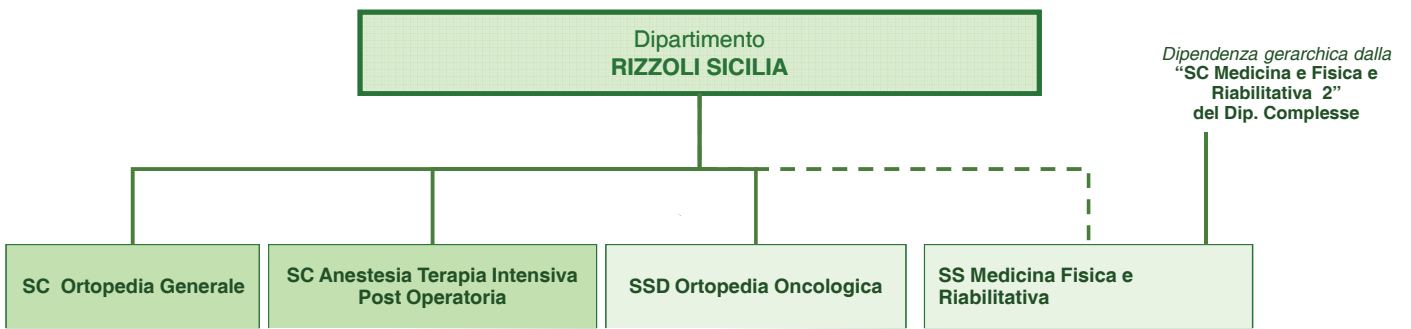 Dipartimento
RIZZOLI SICILIA
Dipendenza gerarchica dalla
“SC Medicina e Fisica e
Riabilitativa 2”
del Dip. Complesse
SC Ortopedia Generale
SC Anestesia Terapia Intensiva
Post Operatoria
SSD Ortopedia Oncologica
SS Medicina Fisica e
Riabilitativa